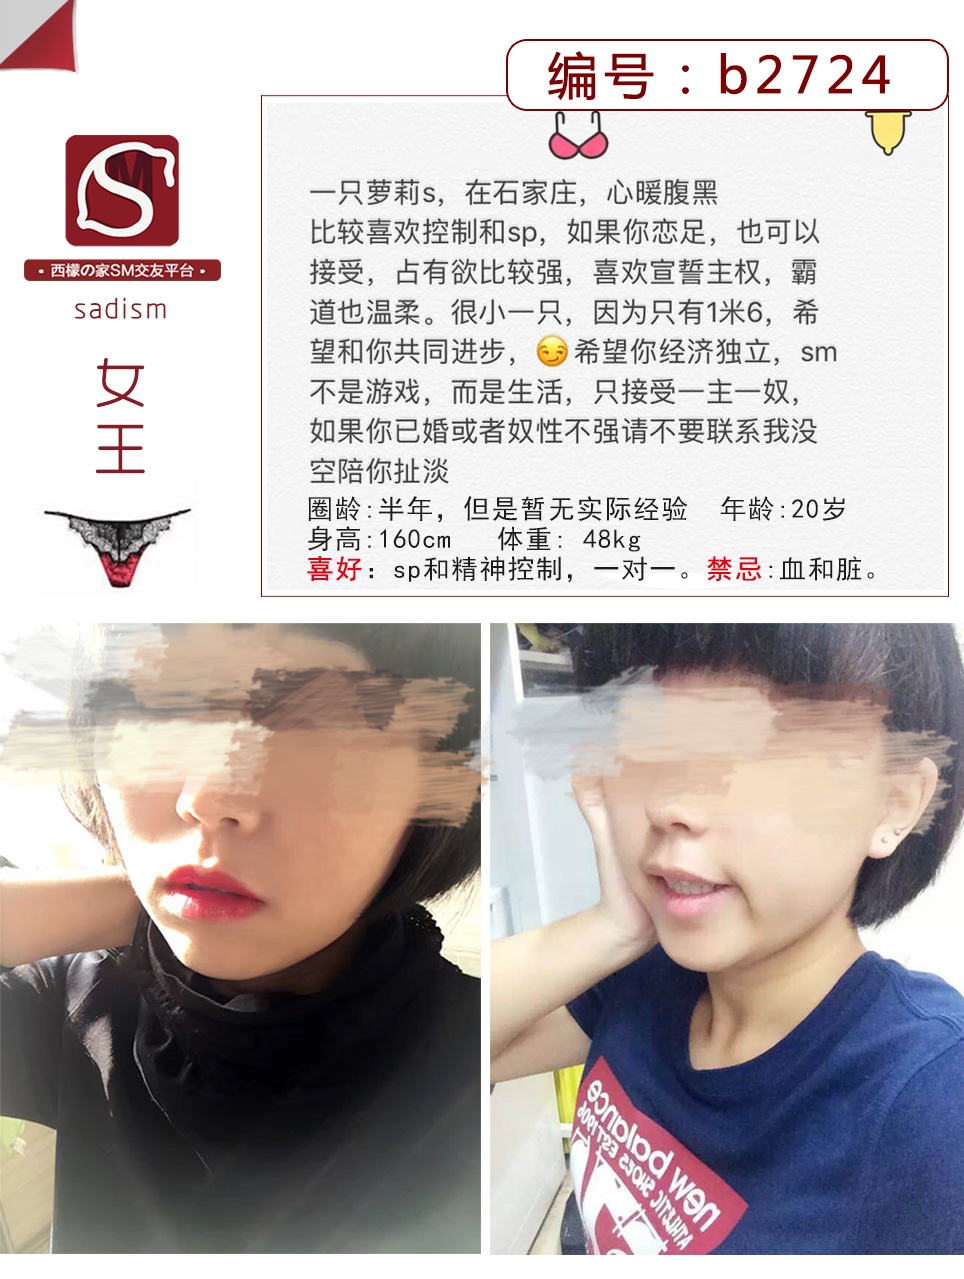 编号：b2724
SM
• 西檬の家SM交友平台 •
sadism
女
王
一只萝莉s，在石家庄，心暖腹黑
比较喜欢控制和sp，如果你恋足，也可以
接受，占有欲比较强，喜欢宣誓主权，霸
道也温柔。很小一只，因为只有1米6，希
望和你共同进步，😏希望你经济独立，sm
不是游戏，而是生活，只接受一主一奴，
如果你已婚或者奴性不强请不要联系我没
空陪你扯淡
圈龄:半年，但是暂无实际经验 年龄:20岁
身高:160cm 体重: 48kg
喜好：sp和精神控制，一对一。禁忌:血和脏。
new balance
ATHLETIC SHOES EST1906